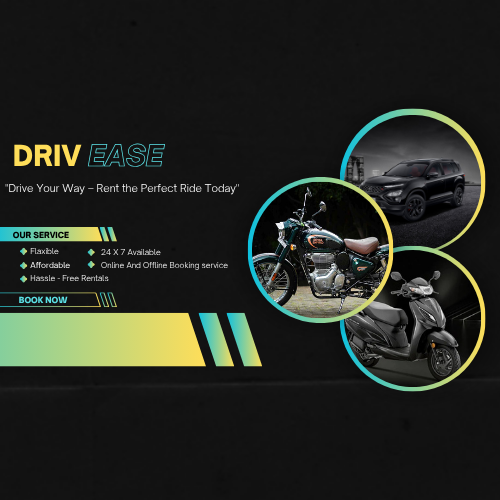 DRIV EASE
"Drive Your Way – Rent the Perfect Ride Today"
OUR SERVICE
Flaxible
24 X 7 Available
Affordable
Online And Offline Booking service
Hassle - Free Rentals
BOOK NOW